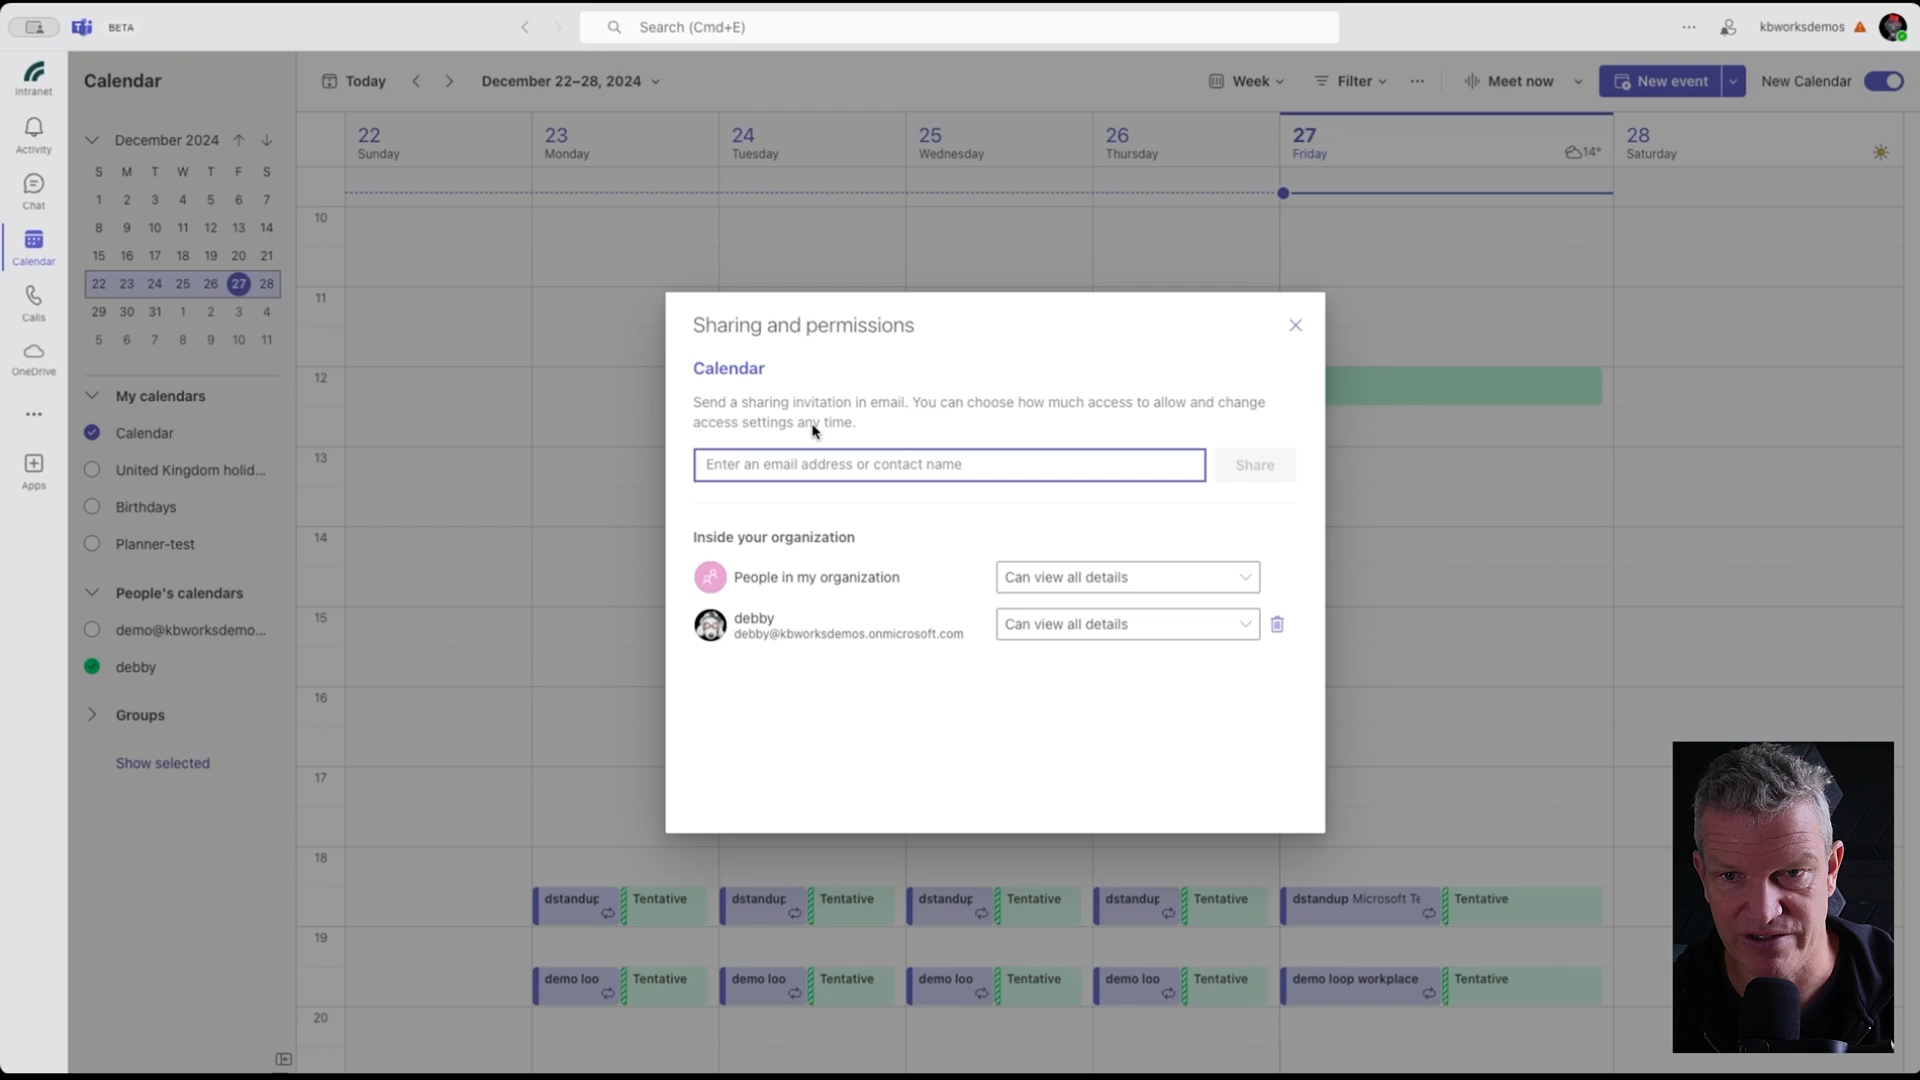 BETA
Search (Cmd+E)
kbworksdemos
Intranet
Activity
Chat
Calendar
Calls
OneDrive
Apps
Calendar
December 2024
S M T W T F S
1 2 3 4 5 6 7
8 9 10 11 12 13 14
15 16 17 18 19 20 21
22 23 24 25 26 27 28
29 30 31 1 2 3 4
5 6 7 8 9 10 11
My calendars
Calendar
United Kingdom holid...
Birthdays
Planner-test
People's calendars
demo@kbworksdemo...
debby
Groups
Show selected
Today
December 22–28, 2024
Week
Filter
Meet now
New event
New Calendar
22
Sunday
23
Monday
24
Tuesday
25
Wednesday
26
Thursday
27
Friday
14°
28
Saturday
10
11
12
13
14
15
16
17
18
19
20
Sharing and permissions
Calendar
Send a sharing invitation in email. You can choose how much access to allow and change
access settings any time.
Enter an email address or contact name
Share
Inside your organization
People in my organization
Can view all details
debby
debby@kbworksdemos.onmicrosoft.com
Can view all details
dstandup Tentative dstandup Tentative dstandup Tentative dstandup Tentative dstandup Microsoft Te Tentative
demo loo Tentative demo loo Tentative demo loo Tentative demo loo Tentative demo loop workplace Tentative